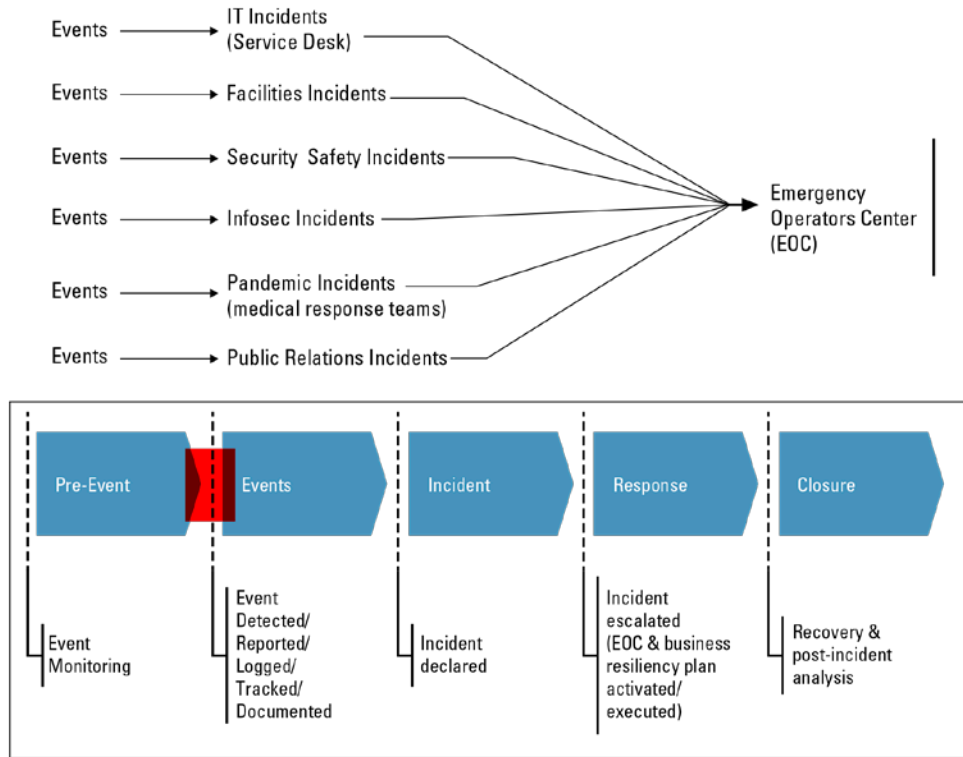 Events
IT Incidents
(Service Desk)
Events
Facilities Incidents
Events
Security Safety Incidents
Events
Infosec Incidents
Events
Pandemic Incidents
(medical response teams)
Events
Public Relations Incidents
Emergency
Operators Center
(EOC)
Pre-Event
Events
Incident
Response
Closure
Event
Monitoring
Event
Detected/
Reported/
Logged/
Tracked/
Documented
Incident
declared
Incident
escalated
(EOC & business
resiliency plan
activated/
executed)
Recovery &
post-incident
analysis